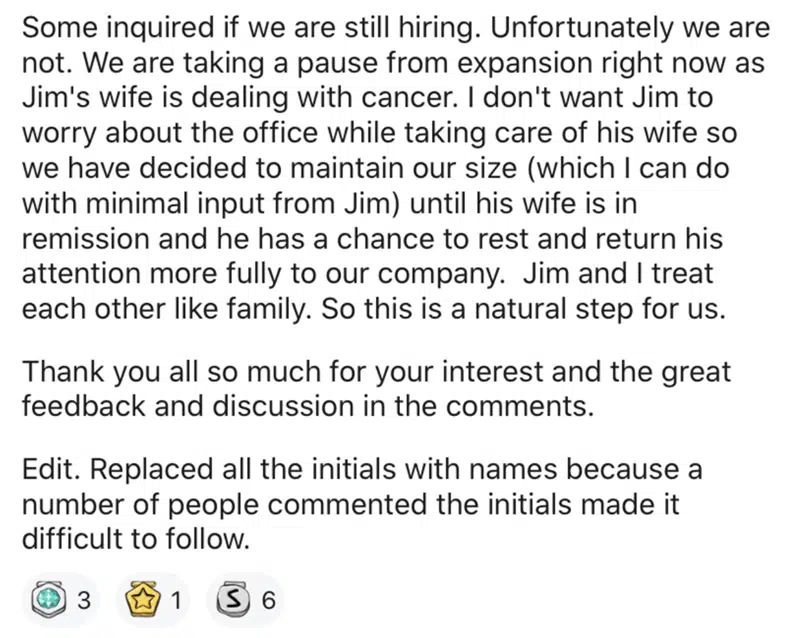 Some inquired if we are still hiring. Unfortunately we are
not. We are taking a pause from expansion right now as
Jim's wife is dealing with cancer. I don't want Jim to
worry about the office while taking care of his wife so
we have decided to maintain our size (which I can do
with minimal input from Jim) until his wife is in
remission and he has a chance to rest and return his
attention more fully to our company.  Jim and I treat
each other like family. So this is a natural step for us.
Thank you all so much for your interest and the great
feedback and discussion in the comments.
Edit. Replaced all the initials with names because a
number of people commented the initials made it
difficult to follow.
3 1 S 6